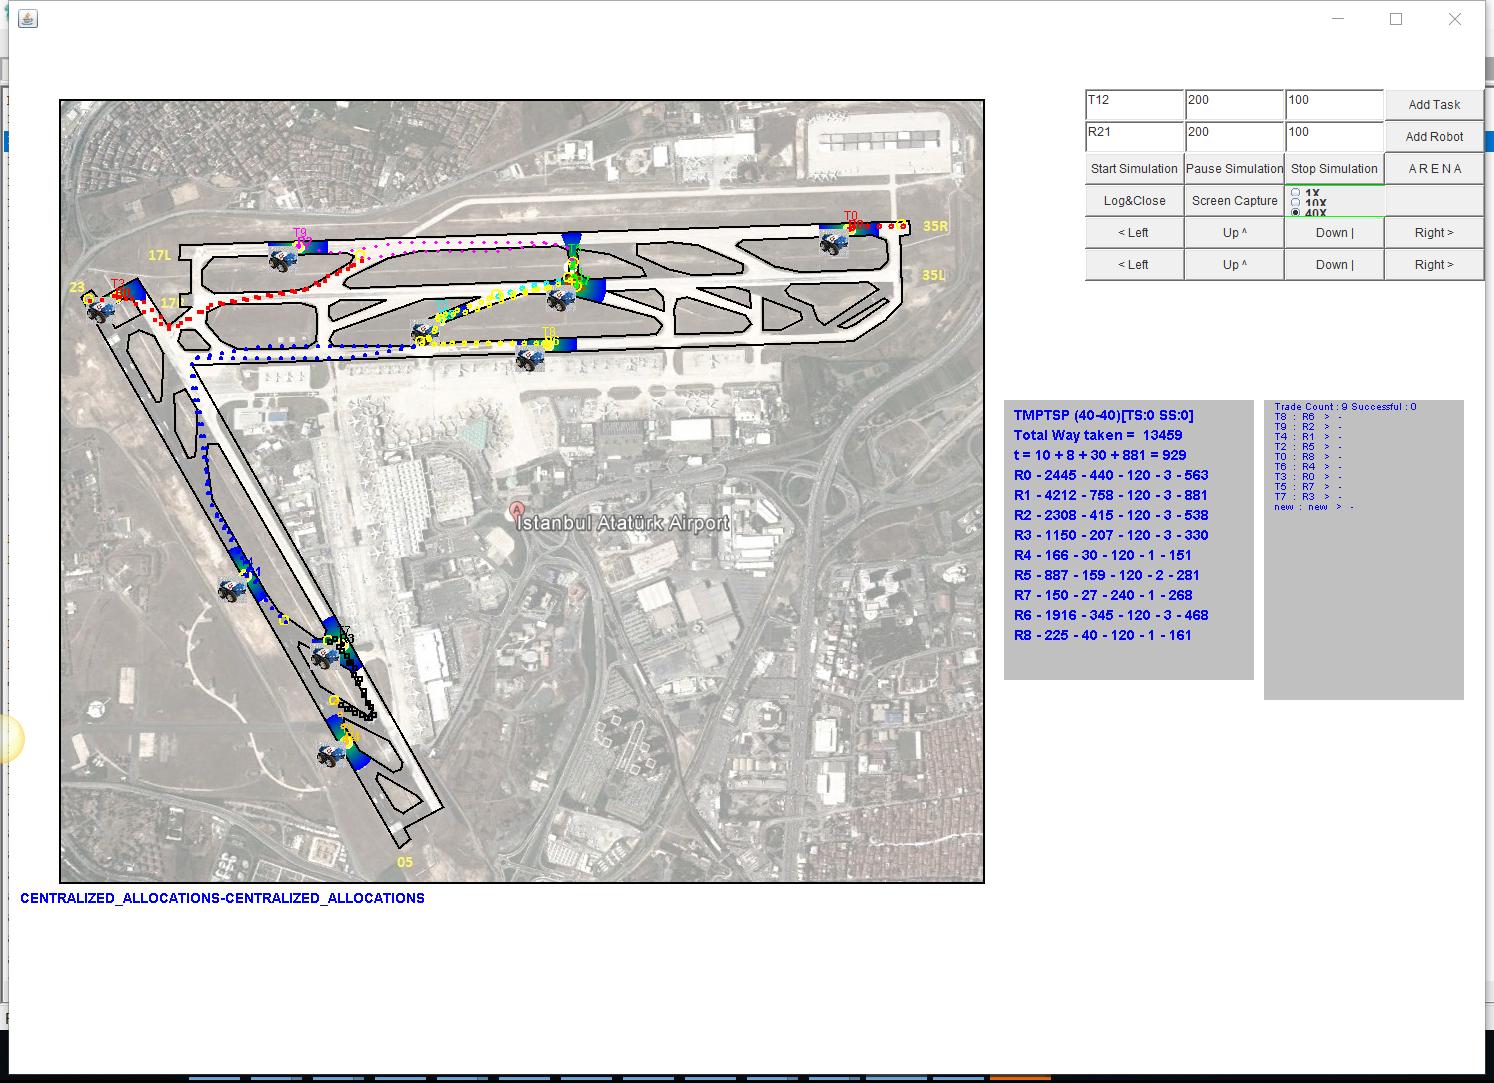 T12 200 100 Add Task
R21 200 100 Add Robot
Start Simulation Pause Simulation Stop Simulation A R E N A
Log&Close Screen Capture 1X
10X
40X
< Left Up ^ Down | Right >
< Left Up ^ Down | Right >
T0
35R
T9
17L
35L
23
T2
17R
T8
TMPTSP (40-40)[TS:0 SS:0]
Total Way taken = 13459
t = 10 + 8 + 30 + 881 = 929
R0 - 2445 - 440 - 120 - 3 - 563
R1 - 4212 - 758 - 120 - 3 - 881
R2 - 2308 - 415 - 120 - 3 - 538
R3 - 1150 - 207 - 120 - 3 - 330
R4 - 166 - 30 - 120 - 1 - 151
R5 - 887 - 159 - 120 - 2 - 281
R7 - 150 - 27 - 240 - 1 - 268
R6 - 1916 - 345 - 120 - 3 - 468
R8 - 225 - 40 - 120 - 1 - 161
Trade Count : 9 Successful : 0
T8 : R6 > -
T9 : R2 > -
T4 : R1 > -
T2 : R5 > -
T0 : R8 > -
T6 : R4 > -
T3 : R0 > -
T5 : R7 > -
T7 : R3 > -
new : new > -
A
İstanbul Atatürk Airport
T7
R3
05
CENTRALIZED_ALLOCATIONS-CENTRALIZED_ALLOCATIONS